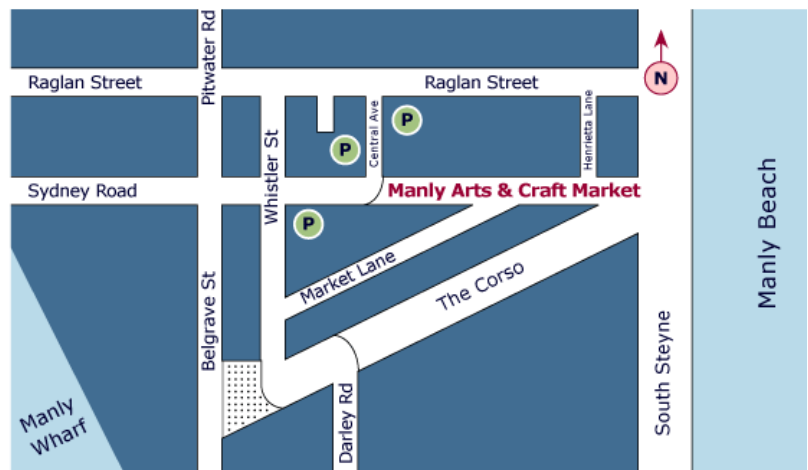 Pitwater Rd
Raglan Street
Raglan Street
N
P
P
Central Ave
Henrietta Lane
Whistler St
Sydney Road
Manly Arts & Craft Market
P
Market Lane
The Corso
Manly Beach
Belgrave St
South Steyne
Darley Rd
Manly
Wharf